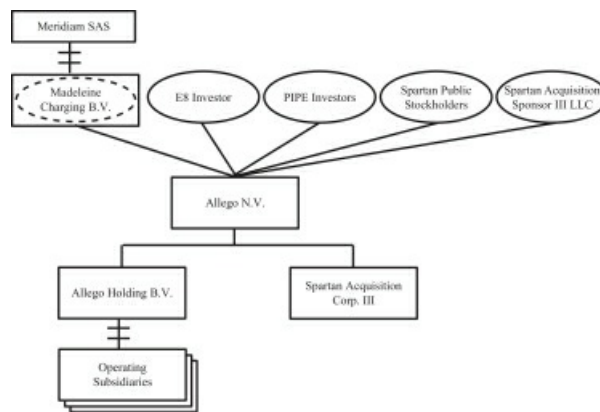 Meridiam SAS
Madeleine
Charging B.V.
E8 Investor
PIPE Investors
Spartan Public
Stockholders
Spartan Acquisition
Sponsor III LLC
Allego N.V.
Allego Holding B.V.
Spartan Acquisition
Corp. III
Operating
Subsidiaries